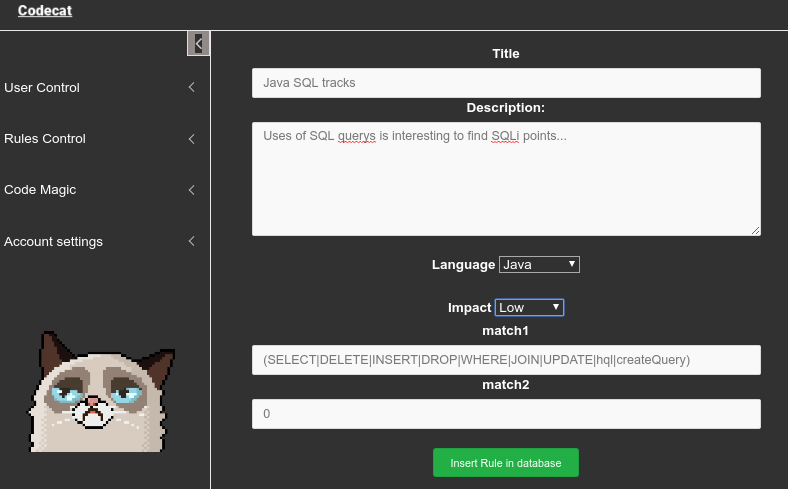 Codecat
User Control
Rules Control
Code Magic
Account settings
Title
Java SQL tracks
Description:
Uses of SQL querys is interesting to find SQLi points...
Language Java
Impact Low
match1
(SELECT|DELETE|INSERT|DROP|WHERE|JOIN|UPDATE|hql|createQuery)
match2
0
Insert Rule in database